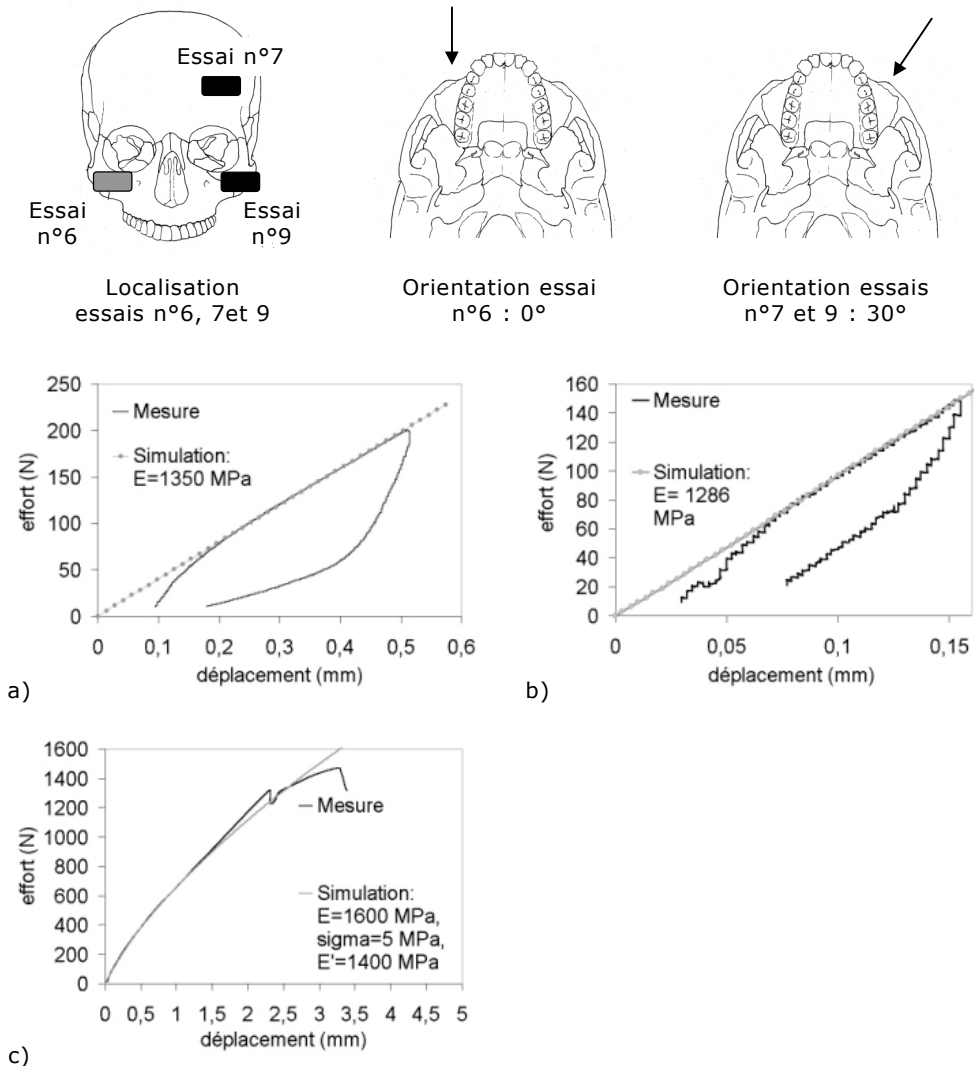 Essai n°7
Essai
n°6
Essai
n°9
Localisation
essais n°6, 7et 9
Orientation essai
n°6 : 0°
Orientation essais
n°7 et 9 : 30°
250
200
150
100
50
0
effort (N)
Mesure
Simulation:
E=1350 MPa
0 0,1 0,2 0,3 0,4 0,5 0,6
déplacement (mm)
a)
160
140
120
100
80
60
40
20
0
effort (N)
Mesure
Simulation:
E= 1286
MPa
0 0,05 0,1 0,15
déplacement (mm)
b)
1600
1400
1200
1000
800
600
400
200
0
effort (N)
Mesure
Simulation:
E=1600 MPa,
sigma=5 MPa,
E'=1400 MPa
0 0,5 1 1,5 2 2,5 3 3,5 4 4,5 5
déplacement (mm)
c)